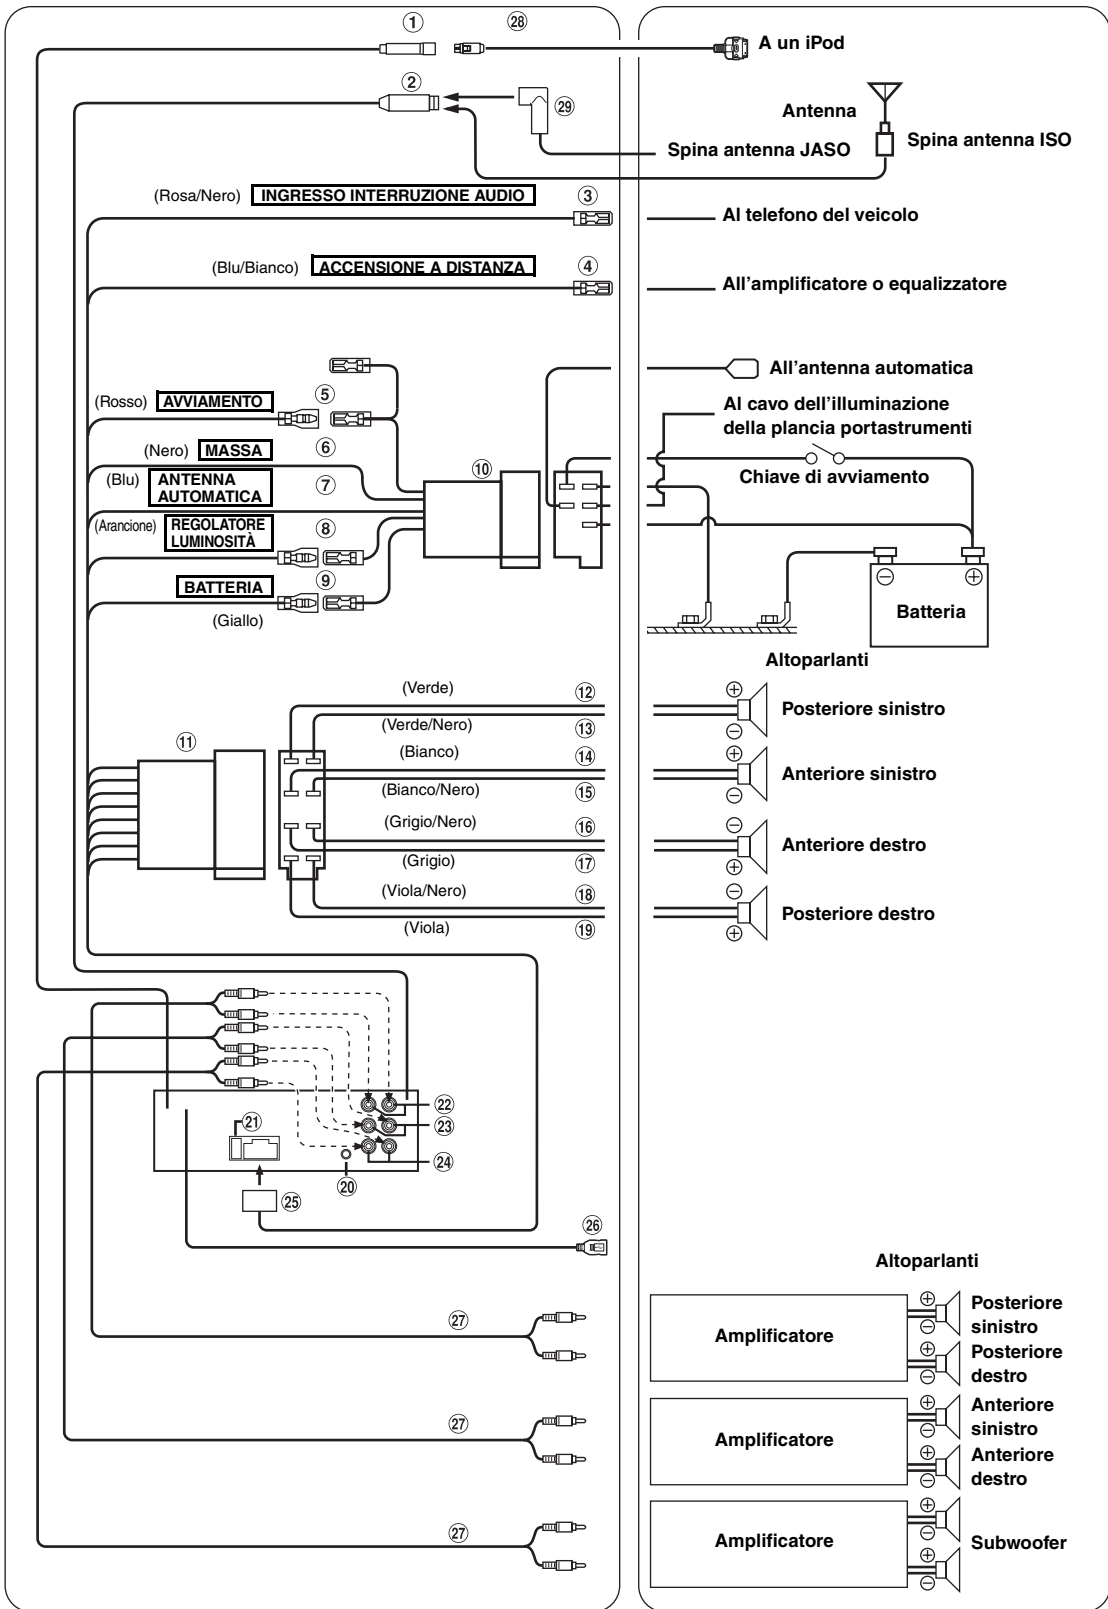 ① ㉘
A un iPod
②
㉙
Antenna
Spina antenna JASO
Spina antenna ISO
(Rosa/Nero) INGRESSO INTERRUZIONE AUDIO ③
Al telefono del veicolo
(Blu/Bianco) ACCENSIONE A DISTANZA ④
All'amplificatore o equalizzatore
All'antenna automatica
(Rosso) AVVIAMENTO ⑤
Al cavo dell'illuminazione
della plancia portastrumenti
(Nero) MASSA ⑥
Chiave di avviamento
(Blu) ANTENNA
AUTOMATICA ⑦
⑩
(Arancione) REGOLATORE
LUMINOSITÀ ⑧
BATTERIA ⑨
(Giallo)
⊖ ⊕
Batteria
Altoparlanti
(Verde) ⑫ ⊕
Posteriore sinistro
(Verde/Nero) ⑬ ⊖
⑪
(Bianco) ⑭ ⊕
Anteriore sinistro
(Bianco/Nero) ⑮ ⊖
(Grigio/Nero) ⑯ ⊖
Anteriore destro
(Grigio) ⑰ ⊕
(Viola/Nero) ⑱ ⊖
Posteriore destro
(Viola) ⑲ ⊕
㉒
㉑ ㉓
㉔
⑳
㉕
㉖
Altoparlanti
㉗
Amplificatore
⊕ Posteriore
⊖ sinistro
⊕ Posteriore
⊖ destro
㉗
Amplificatore
⊕ Anteriore
⊖ sinistro
⊕ Anteriore
⊖ destro
㉗
Amplificatore
⊕
⊖
Subwoofer
⊕
⊖